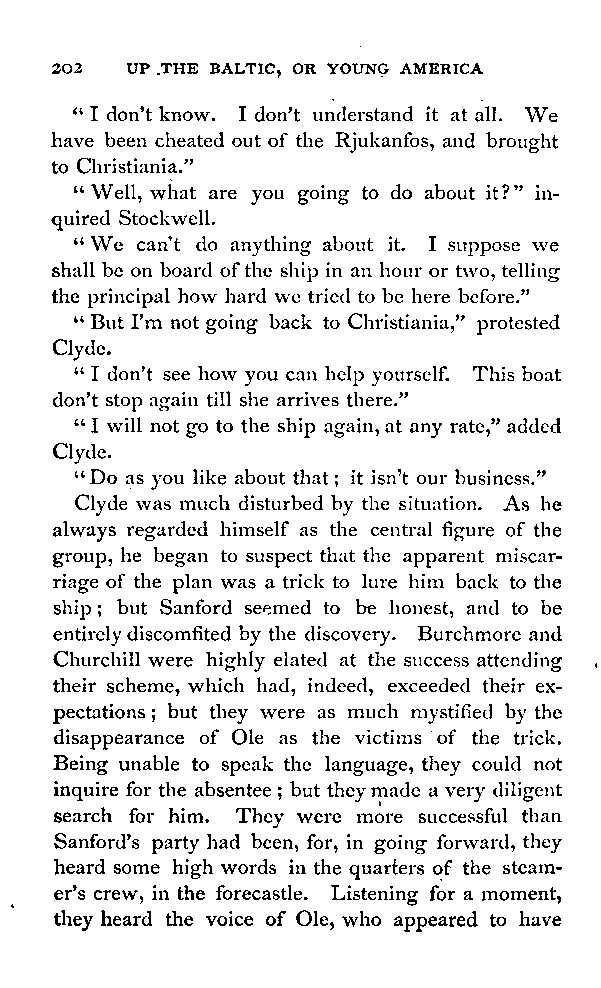 202 UP THE BALTIC, OR YOUNG AMERICA
“I don't know. I don't understand it at all. We
have been cheated out of the Rjukanfos, and brought
to Christiania.”
“Well, what are you going to do about it?” in-
quired Stockwell.
“We can't do anything about it. I suppose we
shall be on board of the ship in an hour or two, telling
the principal how hard we tried to be here before.”
“But I'm not going back to Christiania,” protested
Clyde.
“I don't see how you can help yourself. This boat
don't stop again till she arrives there.”
“I will not go to the ship again, at any rate,” added
Clyde.
“Do as you like about that; it isn't our business.”
Clyde was much disturbed by the situation. As he
always regarded himself as the central figure of the
group, he began to suspect that the apparent miscar-
riage of the plan was a trick to lure him back to the
ship; but Sanford seemed to be honest, and to be
entirely discomfited by the discovery. Burchmore and
Churchill were highly elated at the success attending
their scheme, which had, indeed, exceeded their ex-
pectations; but they were as much mystified by the
disappearance of Ole as the victims of the trick.
Being unable to speak the language, they could not
inquire for the absentee; but they made a very diligent
search for him. They were more successful than
Sanford's party had been, for, in going forward, they
heard some high words in the quarters of the steam-
er's crew, in the forecastle. Listening for a moment,
they heard the voice of Ole, who appeared to have